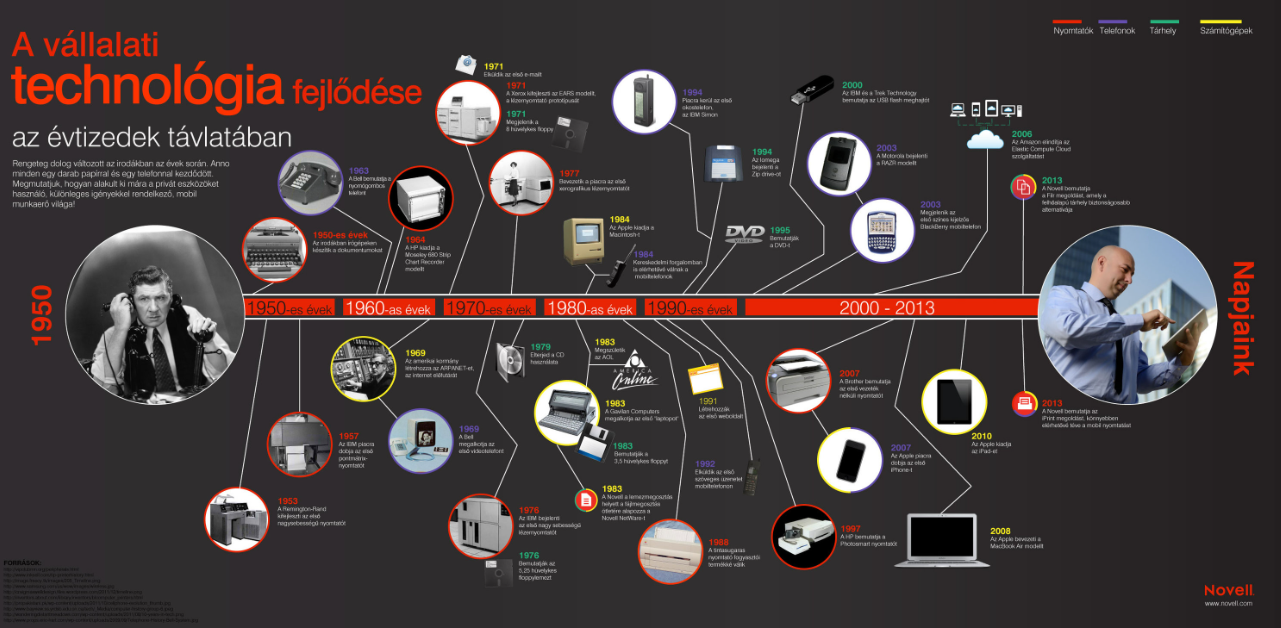 A vállalati
technológia fejlődése
az évtizedek távlatában
Rengeteg dolog változott az irodákban az évek során. Anno
minden egy darab papírral és egy telefonnal kezdődött.
Megmutatjuk, hogyan alakult ki mára a privát eszközöket
használó, különleges igényekkel rendelkező, mobil
munkaerő világa!
Nyomtatók
Telefonok
Tárhely
Számítógépek
1971
Elküldik az első e-mailt
1971
A Xerox kifejleszti az EARS modellt,
a lézernyomtató prototípusát
1971
Megjelenik a
8 hüvelykes floppy
1963
A Bell bemutatja a
nyomógombos
telefont
1964
A HP kiadja a
Moseley 680 Strip
Chart Recorder
modellt
1977
Bevezetik a piacra az első
xerografikus lézernyomtatót
1950-es évek
Az irodákban írógépeken
készítik a dokumentumokat
1984
Az Apple kiadja a
Macintosh-t
1984
Kereskedelmi forgalomban
is elérhetővé válnak a
mobiltelefonok
1994
Piacra kerül az első
okostelefon,
az IBM Simon
1994
Az Iomega
bejelenti a
Zip drive-ot
DVD
VIDEO
1995
Bemutatják
a DVD-t
2000
Az IBM és a Trek Technology
bemutatja az USB flash meghajtót
2003
A Motorola bejelenti
a RAZR modellt
2003
Megjelenik az
első színes kijelzős
BlackBerry mobiltelefon
2006
Az Amazon elindítja az
Elastic Compute Cloud
szolgáltatást
2013
A Novell bemutatja
a Filr megoldást, amely a
felhőalapú tárhely biztonságosabb
alternatívája
1950
1950-es évek
1960-as évek
1970-es évek
1980-as évek
1990-es évek
2000 - 2013
Napjaink
1969
Az amerikai kormány
létrehozza az ARPANET-et,
az internet előfutárát
1969
A Bell
megalkotja az
első videotelefont
1957
Az IBM piacra
dobja az első
pontmátrix-
nyomtatót
1953
A Remington-Rand
kifejleszti az első
nagysebességű nyomtatót
1979
Elterjed a CD
használata
1983
Megszületik
az AOL
AMERICA
Online
1983
A Gavilan Computers
megalkotja az első "laptopot"
1983
Bemutatják a
3,5 hüvelykes floppyt
1983
A Novell a lemezmegosztás
helyett a fájlmegosztás
ötletére alapozza a
Novell NetWare-t
1976
Az IBM bejelenti
az első nagy sebességű
lézernyomtatót
1976
Bemutatják az
5,25 hüvelykes
floppylemezt
1991
Létrehozzák
az első weboldalt
1992
Elküldik az első
szöveges üzenetet
mobiltelefonon
1988
A tintasugaras
nyomtató fogyasztói
termékké válik
2007
A Brother bemutatja
az első vezeték
nélküli nyomtatót
2007
Az Apple piacra
dobja az első
iPhone-t
1997
A HP bemutatja a
Photosmart nyomtatót
2010
Az Apple kiadja
az iPad-et
2008
Az Apple bevezeti a
MacBook Air modellt
2013
A Novell bemutatja az
iPrint megoldást, könnyebben
elérhetővé téve a mobil nyomtatást
FORRÁSOK:
Novell
www.novell.com